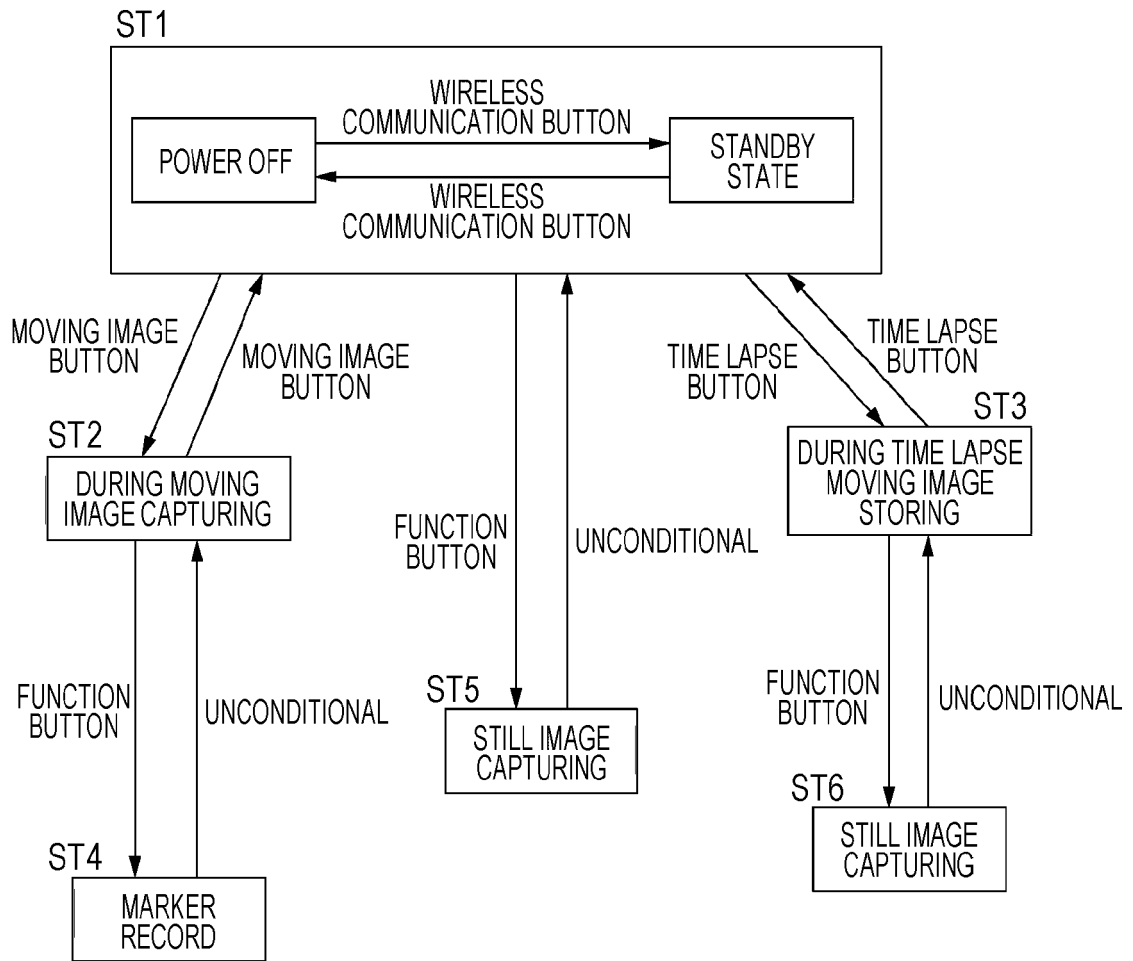 ST1
WIRELESS
COMMUNICATION BUTTON
POWER OFF
STANDBY
STATE
WIRELESS
COMMUNICATION BUTTON
MOVING IMAGE
BUTTON
MOVING IMAGE
BUTTON
TIME LAPSE
BUTTON
TIME LAPSE
BUTTON
ST2
DURING MOVING
IMAGE CAPTURING
ST3
DURING TIME LAPSE
MOVING IMAGE
STORING
FUNCTION
BUTTON
UNCONDITIONAL
FUNCTION
BUTTON
UNCONDITIONAL
FUNCTION
BUTTON
UNCONDITIONAL
ST5
STILL IMAGE
CAPTURING
ST6
STILL IMAGE
CAPTURING
ST4
MARKER
RECORD